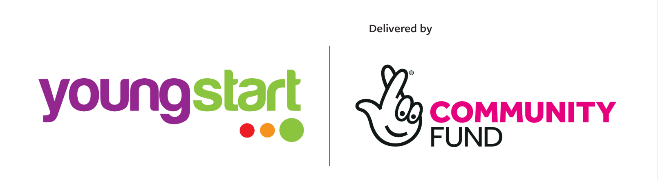 youngstart
Delivered by
®
COMMUNITY
FUND